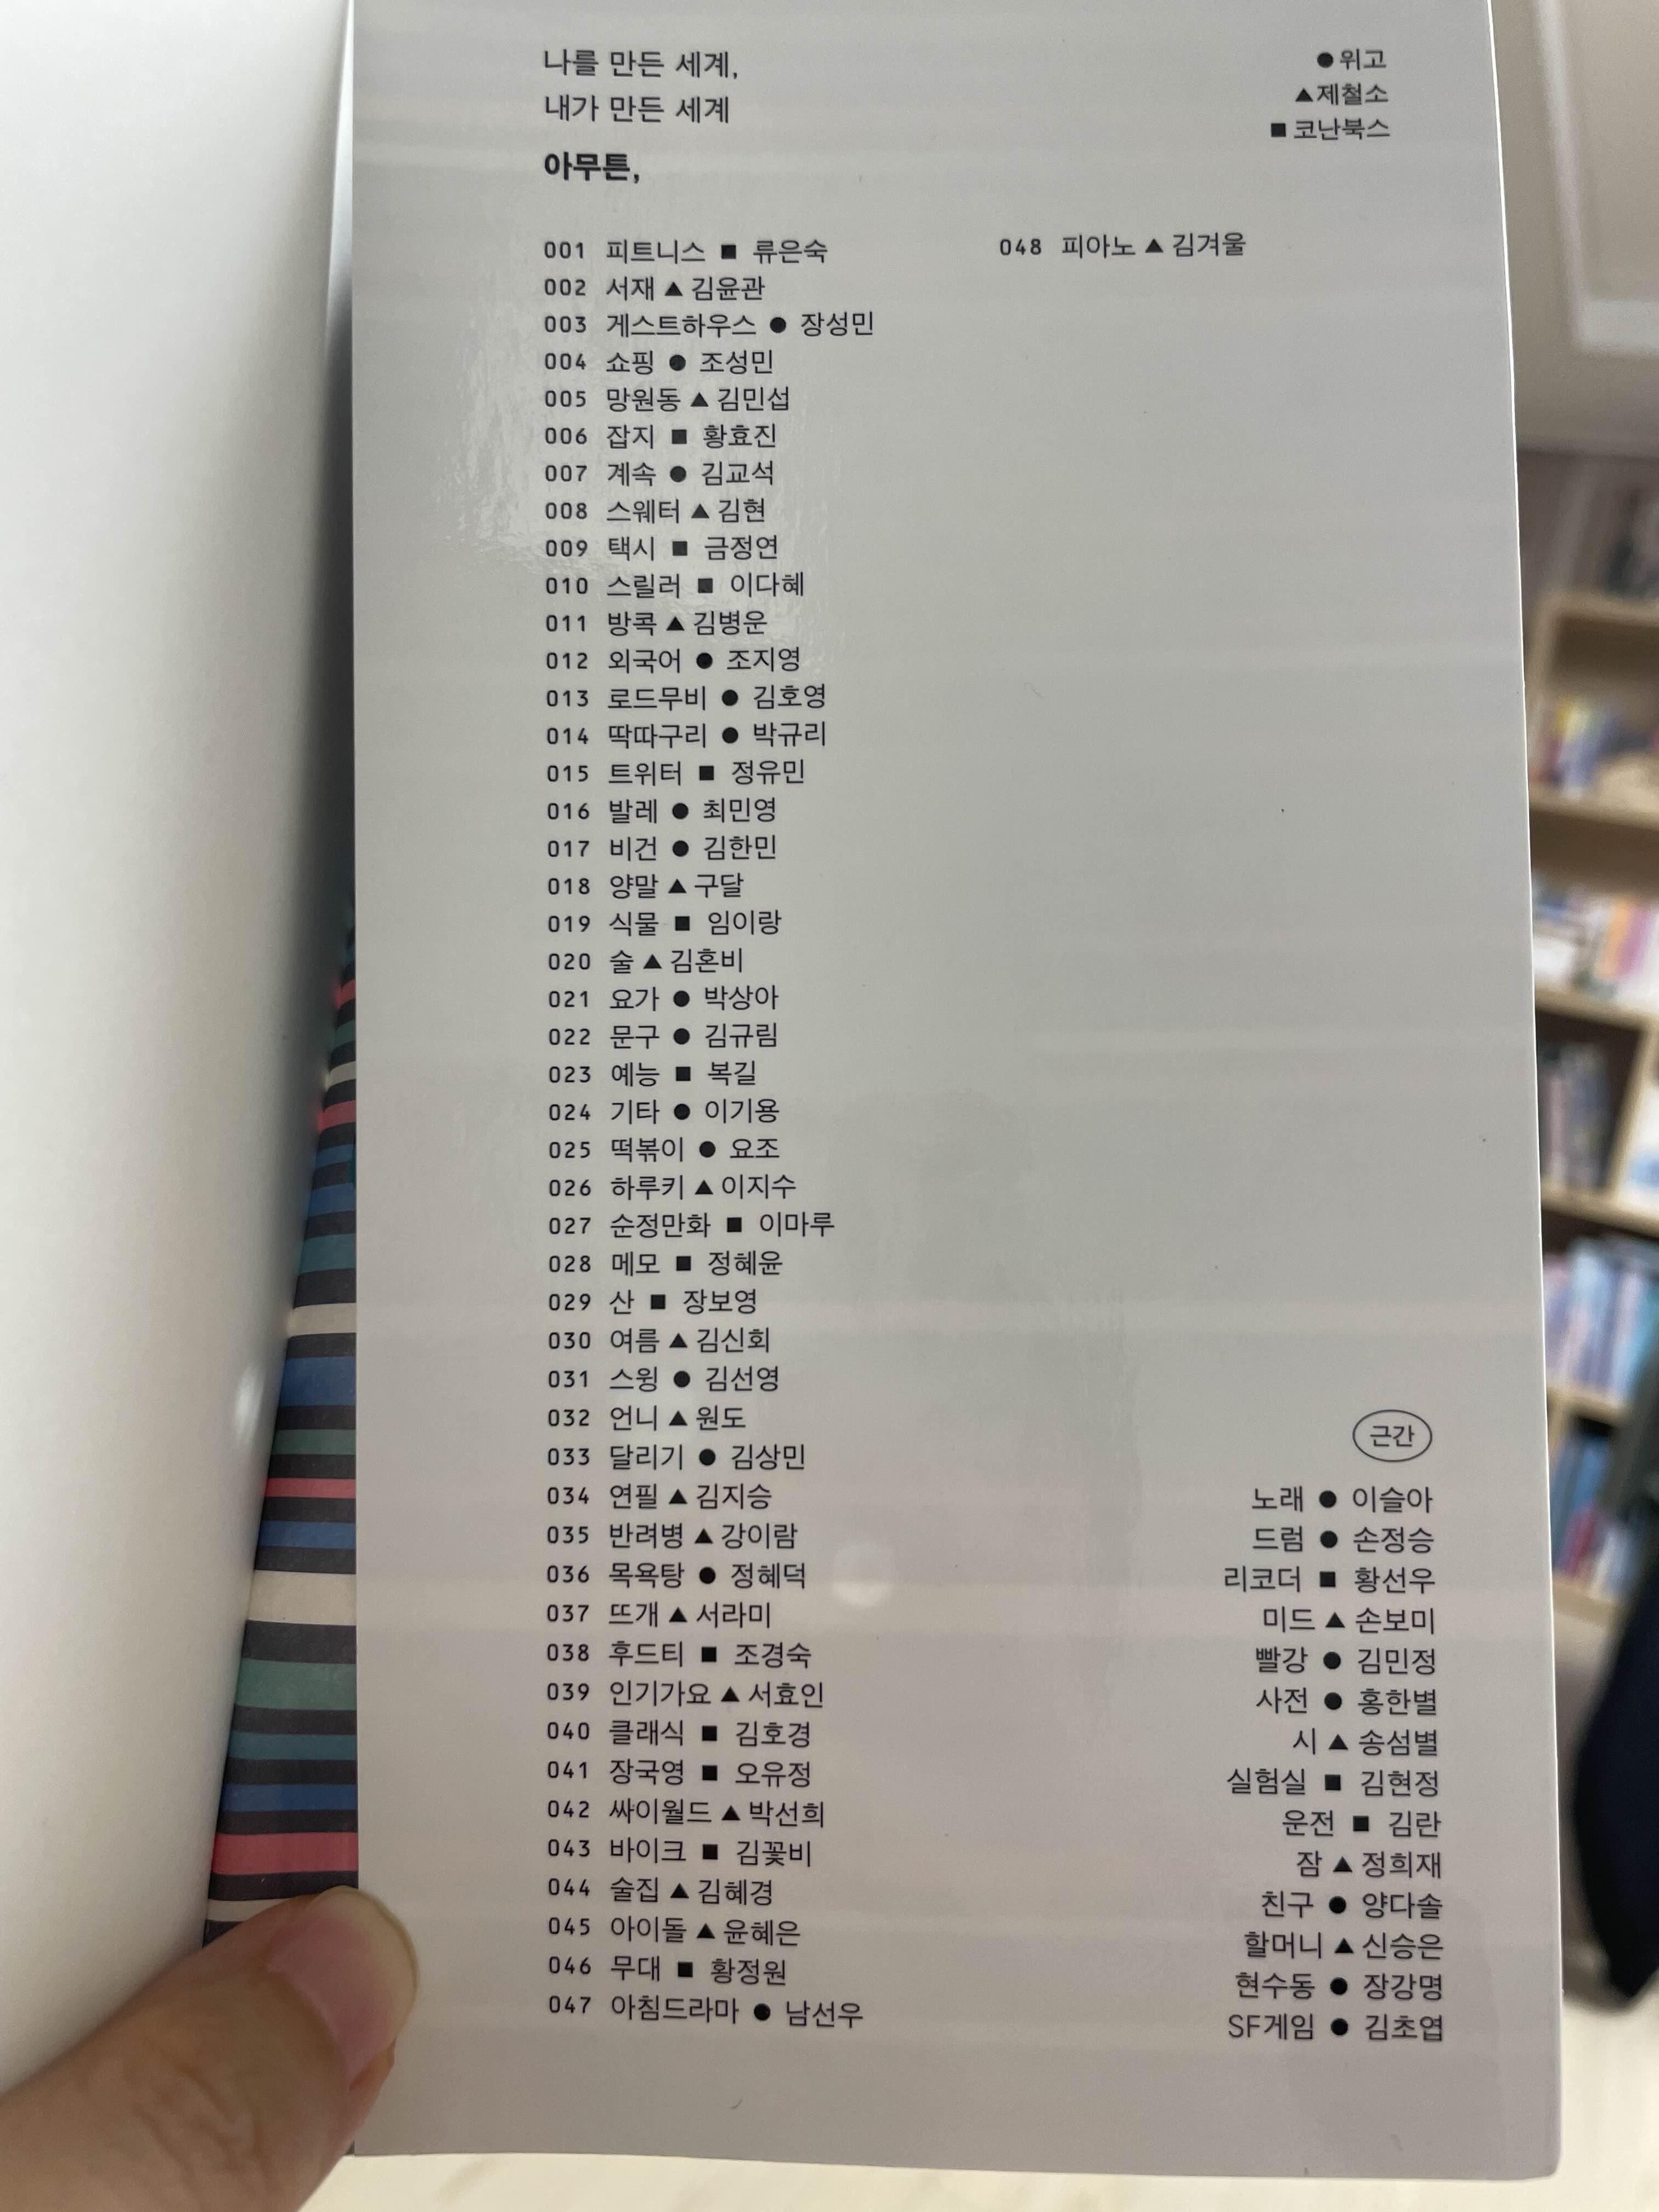 나를 만든 세계,
내가 만든 세계
아무튼,
●위고
▲제철소
■코난북스
001 피트니스 ■ 류은숙
002 서재 ▲ 김윤관
003 게스트하우스 ● 장성민
004 쇼핑 ● 조성민
005 망원동 ▲ 김민섭
006 잡지 ■ 황효진
007 계속 ● 김교석
008 스웨터 ▲ 김현
009 택시 ■ 금정연
010 스릴러 ■ 이다혜
011 방콕 ▲ 김병운
012 외국어 ● 조지영
013 로드무비 ● 김호영
014 딱따구리 ● 박규리
015 트위터 ■ 정유민
016 발레 ● 최민영
017 비건 ● 김한민
018 양말 ▲ 구달
019 식물 ■ 임이랑
020 술 ▲ 김혼비
021 요가 ● 박상아
022 문구 ● 김규림
023 예능 ■ 복길
024 기타 ● 이기용
025 떡볶이 ● 요조
026 하루키 ▲ 이지수
027 순정만화 ■ 이마루
028 메모 ■ 정혜윤
029 산 ■ 장보영
030 여름 ▲ 김신회
031 스윙 ● 김선영
032 언니 ▲ 원도
033 달리기 ● 김상민
034 연필 ▲ 김지승
035 반려병 ▲ 강이람
036 목욕탕 ● 정혜덕
037 뜨개 ▲ 서라미
038 후드티 ■ 조경숙
039 인기가요 ▲ 서효인
040 클래식 ■ 김호경
041 장국영 ■ 오유정
042 싸이월드 ▲ 박선희
043 바이크 ■ 김꽃비
044 술집 ▲ 김혜경
045 아이돌 ▲ 윤혜은
046 무대 ■ 황정원
047 아침드라마 ● 남선우
048 피아노 ▲ 김겨울
근간
노래 ● 이슬아
드럼 ● 손정승
리코더 ■ 황선우
미드 ▲ 손보미
빨강 ● 김민정
사전 ● 홍한별
시 ▲ 송섬별
실험실 ■ 김현정
운전 ■ 김란
잠 ▲ 정희재
친구 ● 양다솔
할머니 ▲ 신승은
현수동 ● 장강명
SF게임 ● 김초엽